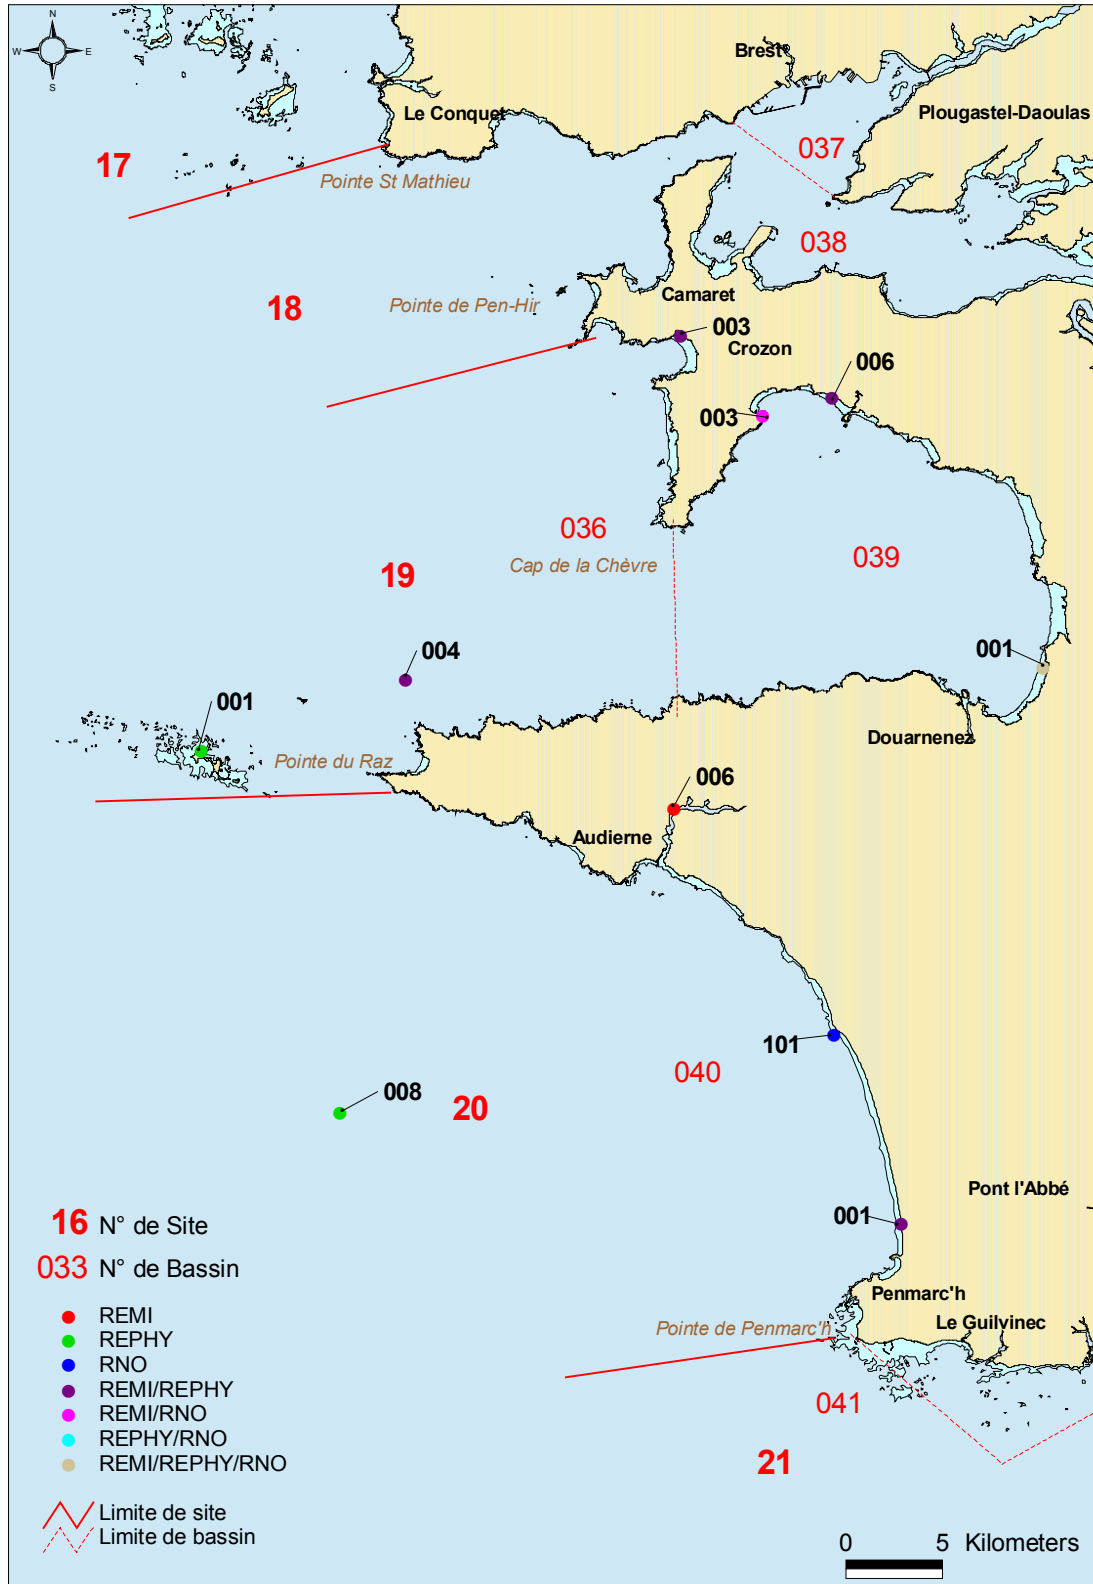 N
W E
S
Brest
Le Conquet
Plougastel-Daoulas
17
037
Pointe St Mathieu
038
18
Pointe de Pen-Hir
Camaret
003
Crozon
006
003
036
039
Cap de la Chèvre
19
004
001
001
Pointe du Raz
Douarnenez
006
Audierne
101
040
008
20
Pont l'Abbé
001
16 N° de Site
033 N° de Bassin
Penmarc'h
Le Guilvinec
Pointe de Penmarc'h
REMI
REPHY
RNO
REMI/REPHY
REMI/RNO
REPHY/RNO
REMI/REPHY/RNO
041
21
Limite de site
Limite de bassin
0 5 Kilometers